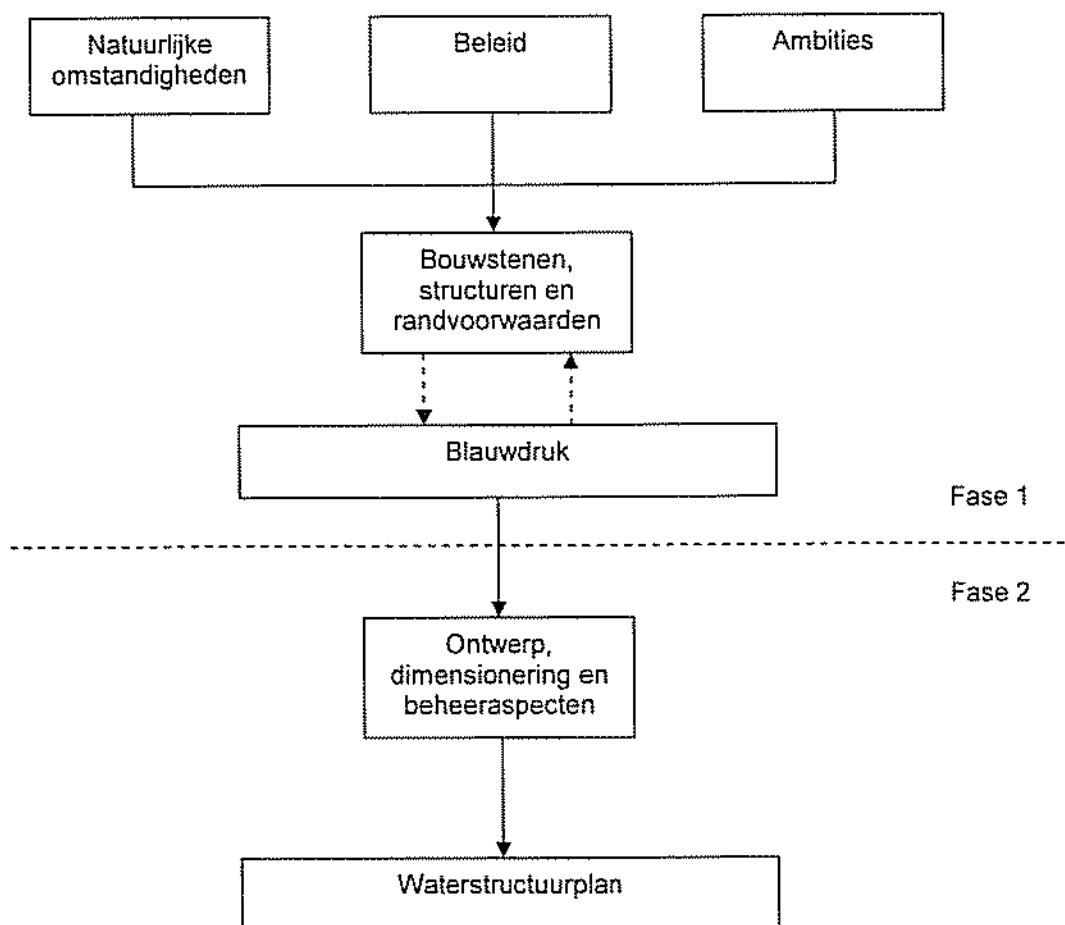 Natuurlijke
omstandigheden
Beleid
Ambities
Bouwstenen,
structuren en
randvoorwaarden
Blauwdruk
Fase 1
Fase 2
Ontwerp,
dimensionering en
beheeraspecten
Waterstructuurplan